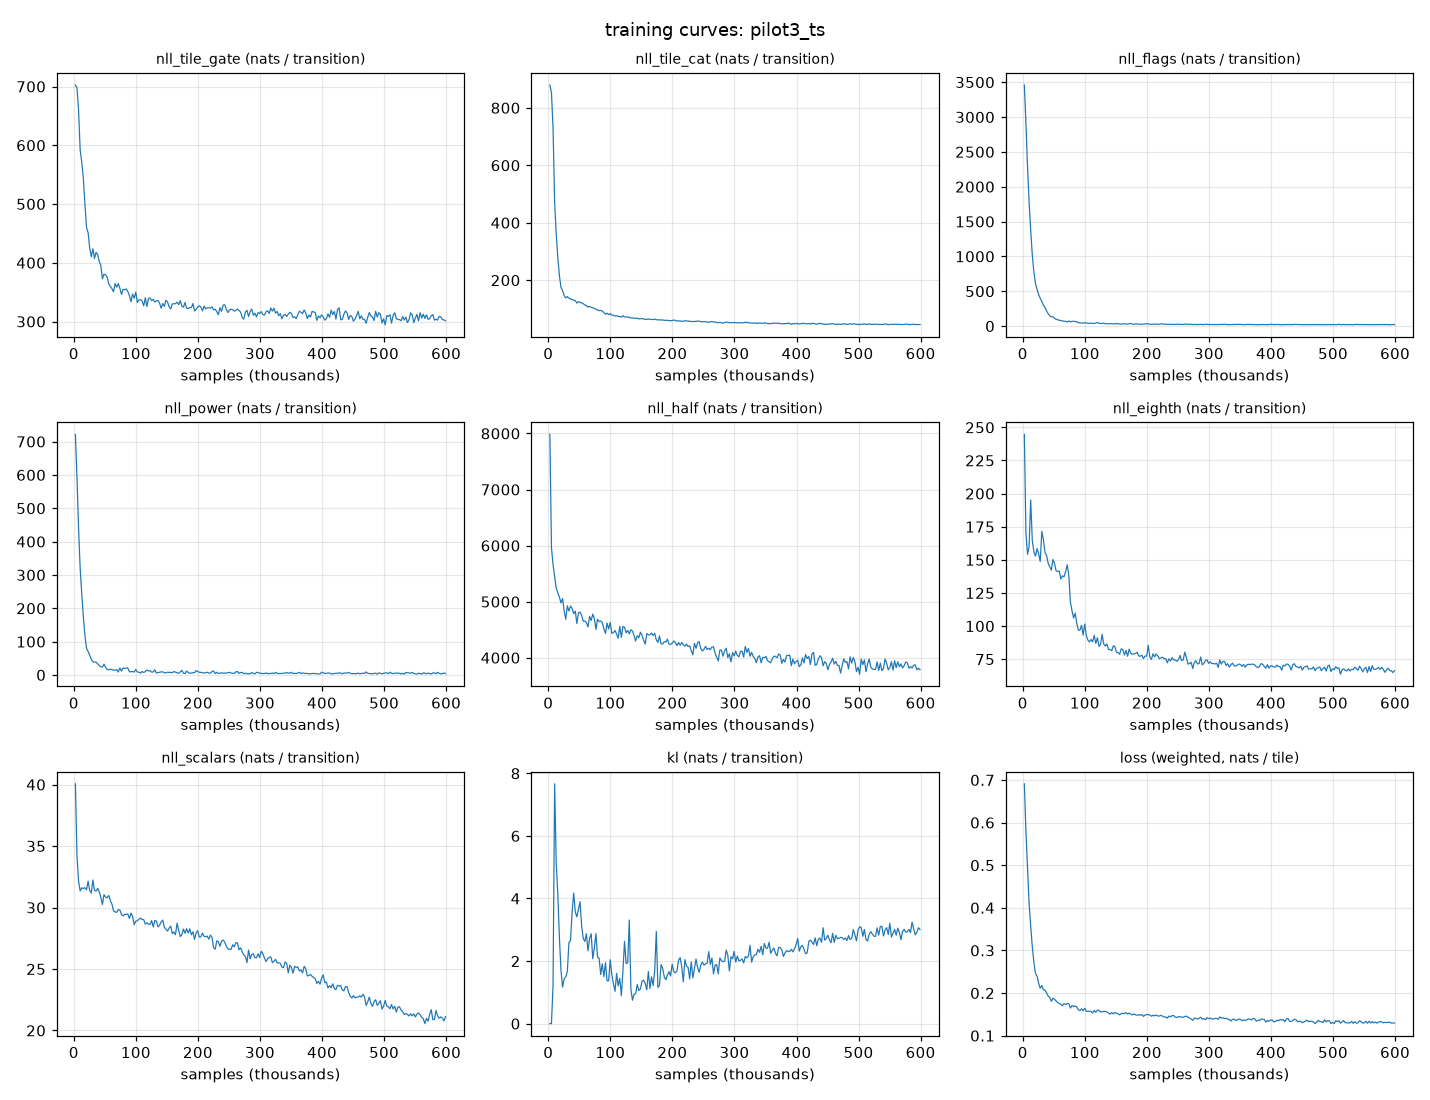 training curves: pilot3_ts
nll_tile_gate (nats / transition)
700
600
500
400
300
0 100 200 300 400 500 600
samples (thousands)
nll_tile_cat (nats / transition)
800
600
400
200
0 100 200 300 400 500 600
samples (thousands)
nll_flags (nats / transition)
3500
3000
2500
2000
1500
1000
500
0
0 100 200 300 400 500 600
samples (thousands)
nll_power (nats / transition)
700
600
500
400
300
200
100
0
0 100 200 300 400 500 600
samples (thousands)
nll_half (nats / transition)
8000
7000
6000
5000
4000
0 100 200 300 400 500 600
samples (thousands)
nll_eighth (nats / transition)
250
225
200
175
150
125
100
75
0 100 200 300 400 500 600
samples (thousands)
nll_scalars (nats / transition)
40
35
30
25
20
0 100 200 300 400 500 600
samples (thousands)
kl (nats / transition)
8
6
4
2
0
0 100 200 300 400 500 600
samples (thousands)
loss (weighted, nats / tile)
0.7
0.6
0.5
0.4
0.3
0.2
0.1
0 100 200 300 400 500 600
samples (thousands)